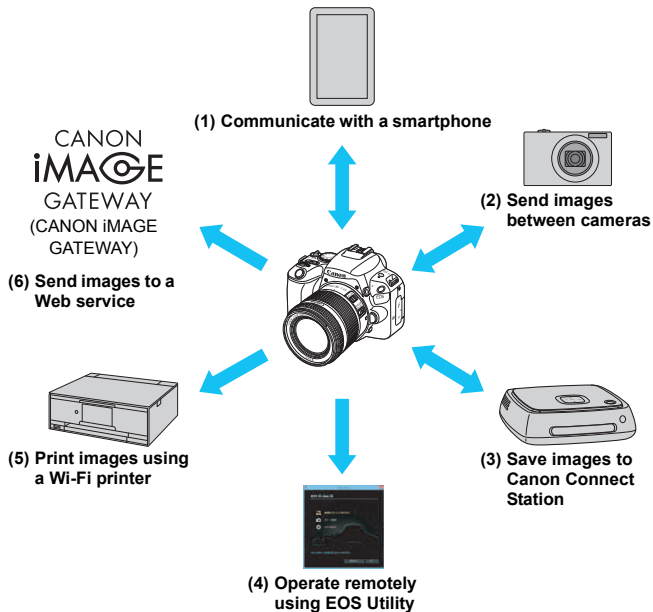 (1) Communicate with a smartphone
CANON
iMAGE
GATEWAY
(CANON iMAGE
GATEWAY)
(2) Send images
between cameras
(6) Send images to a
Web service
Canon
EOS
(5) Print images using
a Wi-Fi printer
(3) Save images to
Canon Connect
Station
(4) Operate remotely
using EOS Utility